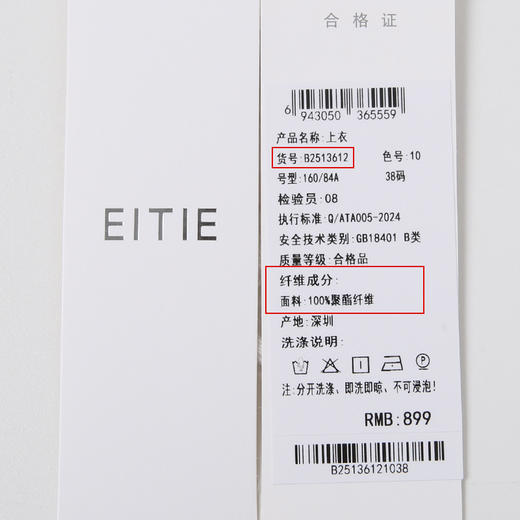 EITIE
合格证
6 943050 365559
产品名称:上衣
货号:B2513612 色号:10
号型:160/84A 38码
检验员:08
执行标准:Q/ATA005-2024
安全技术类别:GB18401 B类
质量等级:合格品
纤维成分:
面料:100%聚酯纤维
产地:深圳
洗涤说明:
P
注:分开洗涤、即洗即晾、不可浸泡!
RMB:899
B25136121038